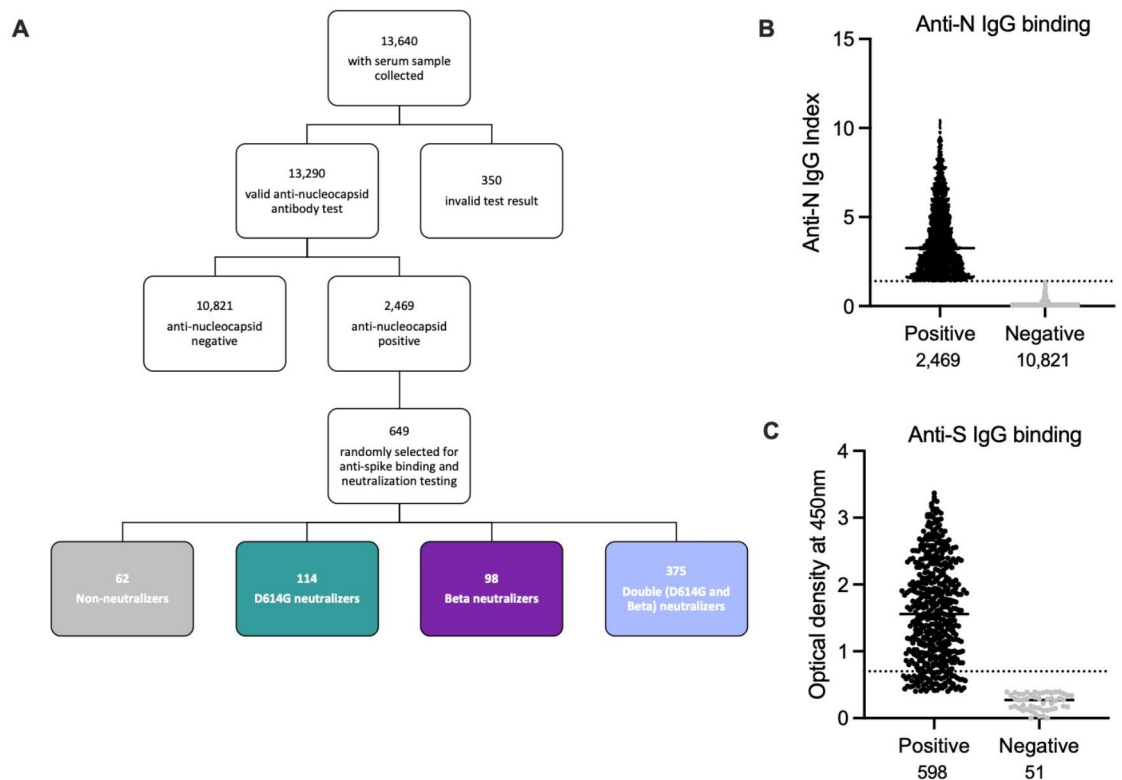 A
13,640
with serum sample
collected
13,290
valid anti-nucleocapsid
antibody test
350
invalid test result
10,821
anti-nucleocapsid
negative
2,469
anti-nucleocapsid
positive
649
randomly selected for
anti-spike binding and
neutralization testing
62
Non-neutralizers
114
D614G neutralizers
98
Beta neutralizers
375
Double (D614G and
Beta) neutralizers
B
Anti-N IgG binding
Anti-N IgG Index
15
10
5
0
Positive Negative
2,469 10,821
C
Anti-S IgG binding
Optical density at 450nm
4
3
2
1
0
Positive Negative
598 51